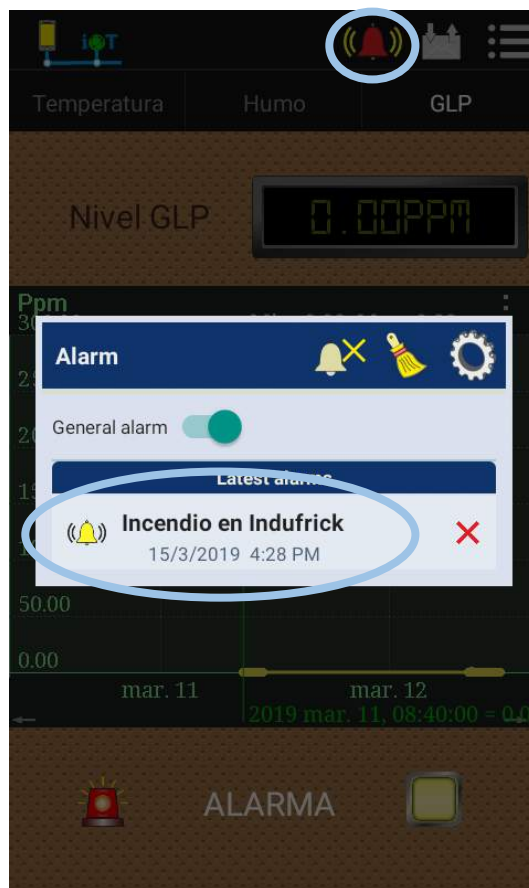 iOT
Temperatura Humo GLP
Nivel GLP 0.00PPM
Ppm
Alarm
General alarm
Latest alarms
Incendio en Indufrick
15/3/2019 4:28 PM
50.00
0.00
mar. 11 mar. 12
2019 mar. 11, 08:40:00 = 0.0
ALARMA